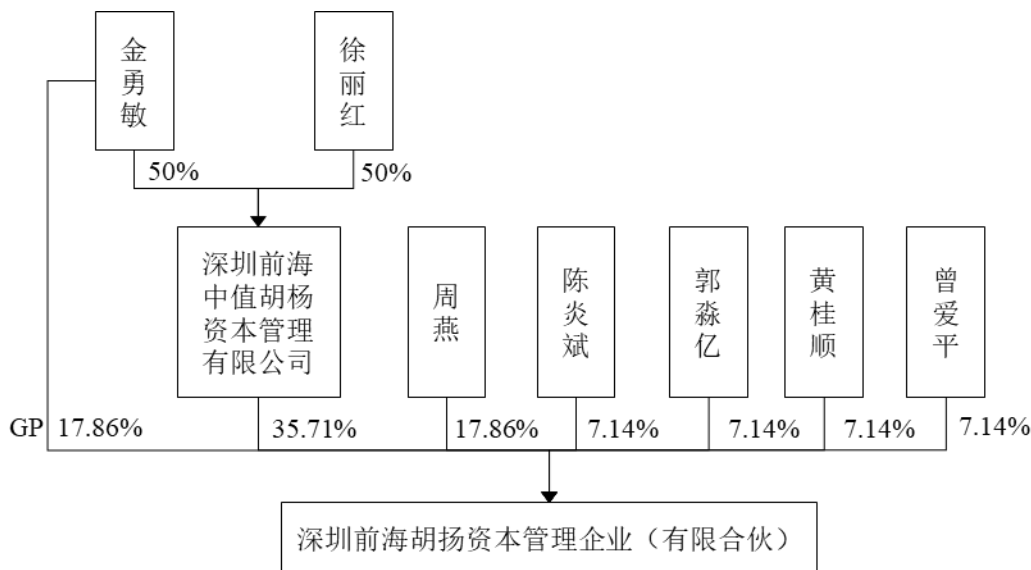 金勇敏
徐丽红
50%
50%
深圳前海
中值胡杨
资本管理
有限公司
周燕
陈炎斌
郭淼亿
黄桂顺
曾爱平
GP 17.86%
35.71%
17.86%
7.14%
7.14%
7.14%
7.14%
深圳前海胡扬资本管理企业（有限合伙）